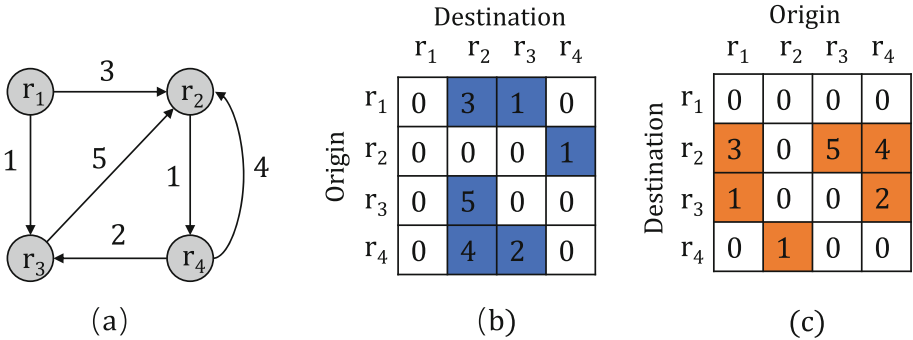 r1 3 r2
1 5 1 4
r3 2 r4
(a)
Destination
r1 r2 r3 r4
Origin
r1 0 3 1 0
r2 0 0 0 1
r3 0 5 0 0
r4 0 4 2 0
(b)
Origin
r1 r2 r3 r4
Destination
r1 0 0 0 0
r2 3 0 5 4
r3 1 0 0 2
r4 0 1 0 0
(c)